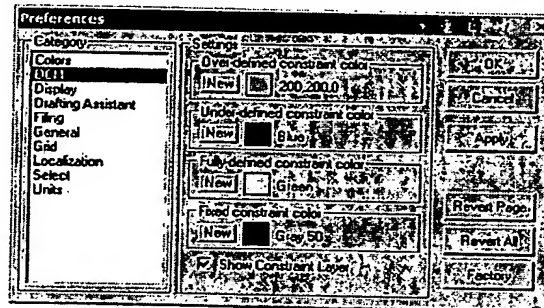 Preferences
Category
Colors
DCM
Display
Drafting Assistant
Filing
General
Grid
Localization
Select
Units
Settings
Over-defined constraint color
New 200,200,0
Under-defined constraint color
New Blue
Fully-defined constraint color
New Green
Fixed constraint color
New Gray 50
Show Constraint Layer
OK
Cancel
Apply
Revert Page
Revert All
Factory